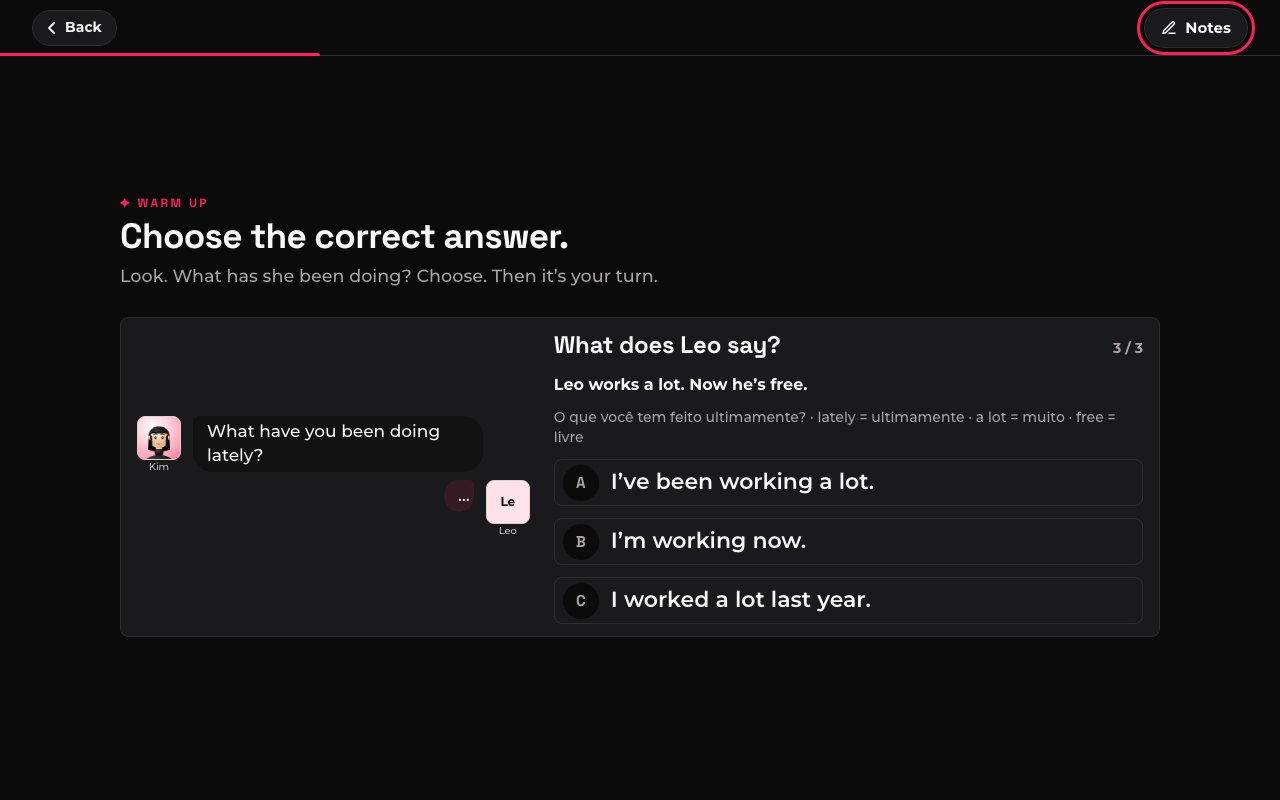 Back
Notes
WARM UP
Choose the correct answer.
Look. What has she been doing? Choose. Then it’s your turn.
Kim
What have you been doing
lately?
...
Le
Leo
What does Leo say?
3 / 3
Leo works a lot. Now he’s free.
O que você tem feito ultimamente? · lately = ultimamente · a lot = muito · free =
livre
A I’ve been working a lot.
B I’m working now.
C I worked a lot last year.